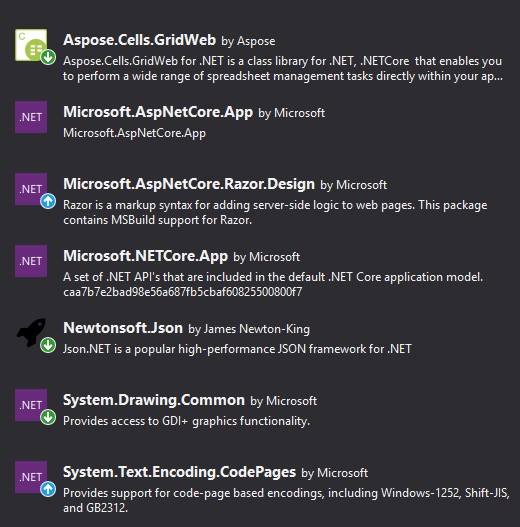 Aspose.Cells.GridWeb by Aspose
Aspose.Cells.GridWeb for .NET is a class library for .NET, .NETCore  that enables you
to perform a wide range of spreadsheet management tasks directly within your ap...
.NET Microsoft.AspNetCore.App by Microsoft
Microsoft.AspNetCore.App
.NET Microsoft.AspNetCore.Razor.Design by Microsoft
Razor is a markup syntax for adding server-side logic to web pages. This package
contains MSBuild support for Razor.
.NET Microsoft.NETCore.App by Microsoft
A set of .NET API's that are included in the default .NET Core application model.
caa7b7e2bad98e56a687fb5cbaf60825500800f7
Newtonsoft.Json by James Newton-King
Json.NET is a popular high-performance JSON framework for .NET
.NET System.Drawing.Common by Microsoft
Provides access to GDI+ graphics functionality.
.NET System.Text.Encoding.CodePages by Microsoft
Provides support for code-page based encodings, including Windows-1252, Shift-JIS,
and GB2312.